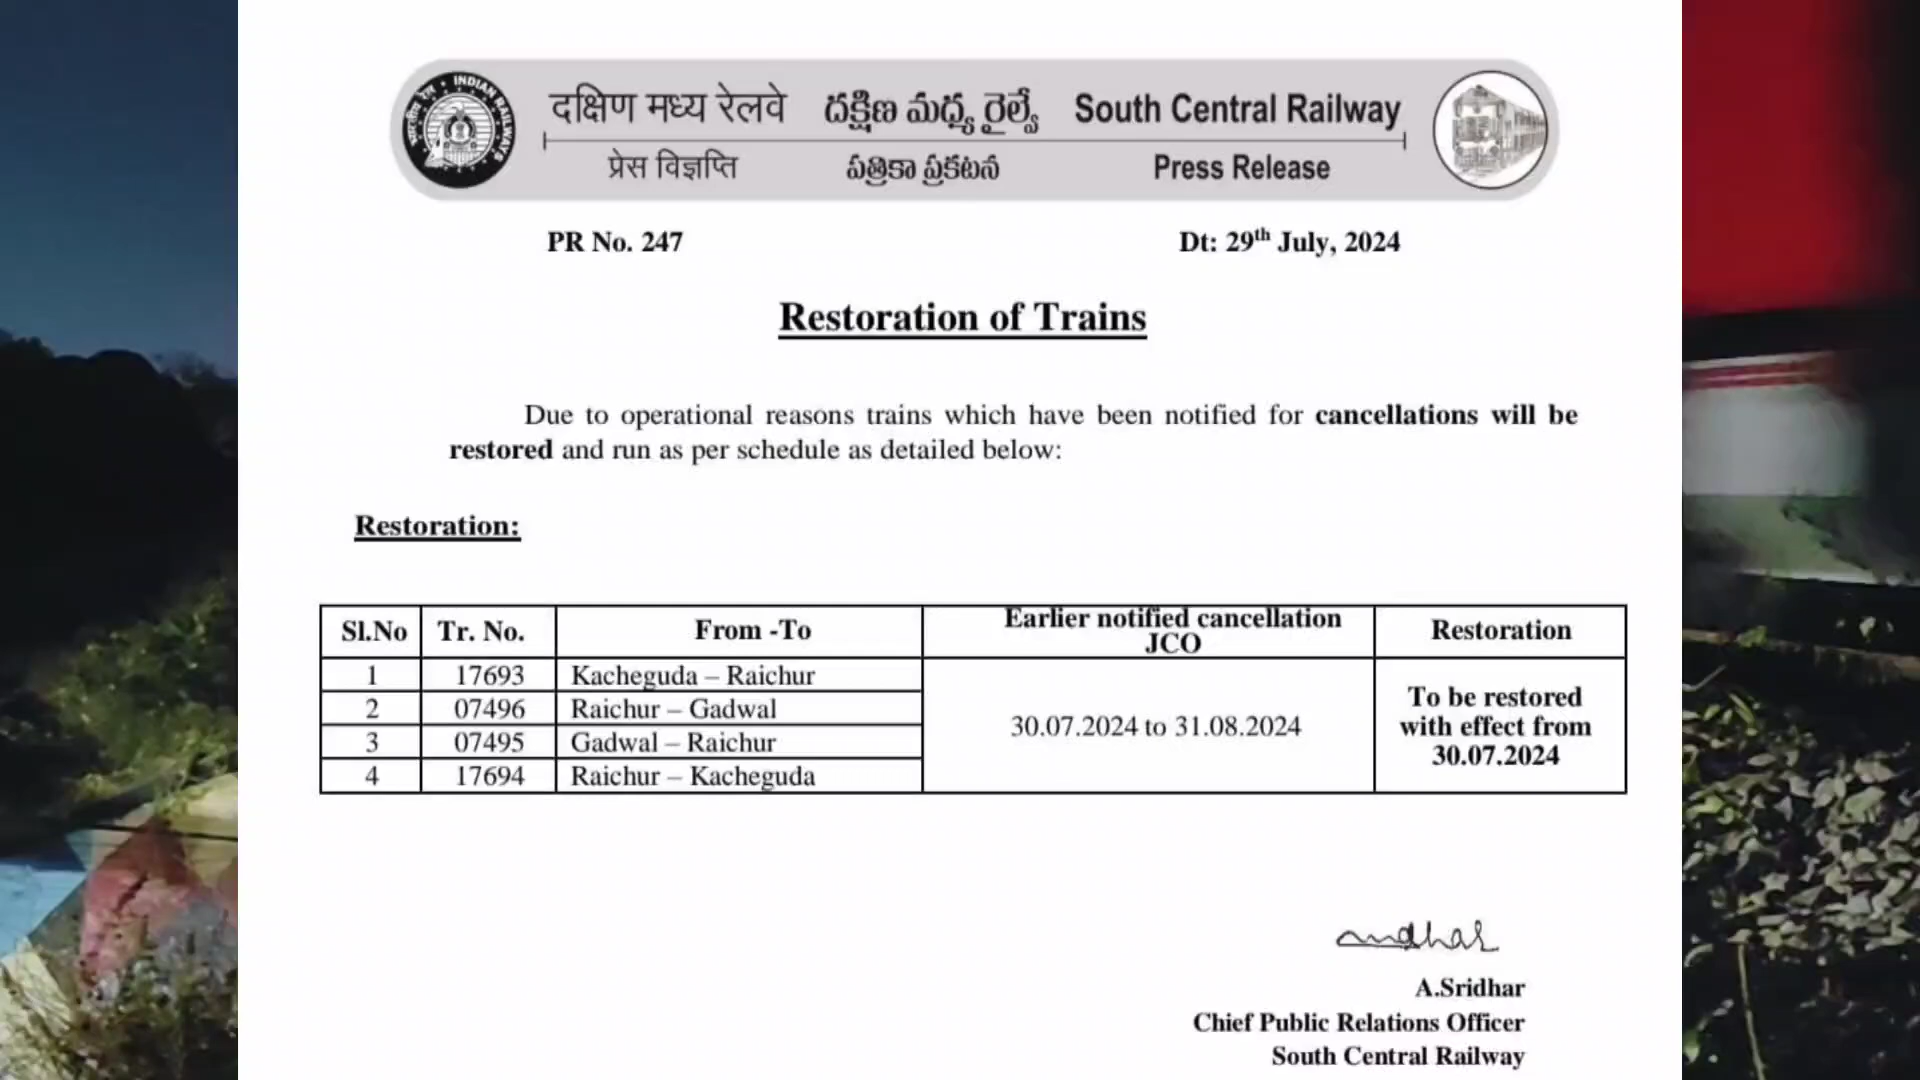 INDIAN RAILWAYS
दक्षिण मध्य रेलवे దక్షిణ మధ్య రైల్వే South Central Railway
प्रेस विज्ञप्ति పత్రికా ప్రకటన Press Release
PR No. 247 Dt: 29th July, 2024
Restoration of Trains
Due to operational reasons trains which have been notified for cancellations will be
restored and run as per schedule as detailed below:
Restoration:
Sl.No Tr. No. From -To Earlier notified cancellation JCO Restoration
1 17693 Kacheguda – Raichur
2 07496 Raichur – Gadwal
3 07495 Gadwal – Raichur
4 17694 Raichur – Kacheguda
30.07.2024 to 31.08.2024
To be restored
with effect from
30.07.2024
A.Sridhar
Chief Public Relations Officer
South Central Railway